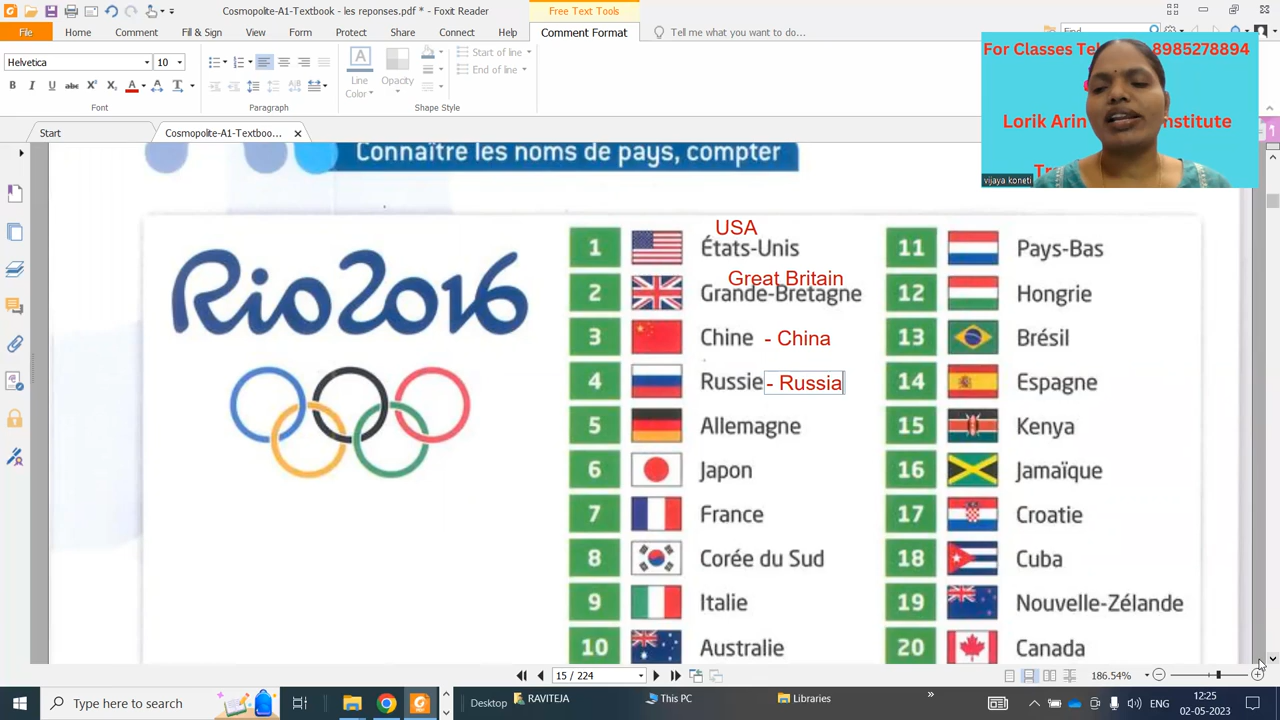 Cosmopolite-A1-Textbook - les reponses.pdf * - Foxit Reader
Free Text Tools
File
Home
Comment
Fill & Sign
View
Form
Protect
Share
Connect
Help
Comment Format
Tell me what you want to do...
Find
Helvetica
10
B I U abc X² X₂ A T
Font
Paragraph
Line
Color
Opacity
Start of line
End of line
Shape Style
Start
Cosmopolite-A1-Textboo...
For Classes 8985278894
Lorik Arin
vijaya koneti
Connaître les noms de pays, compter
Rio2016
USA
1 États-Unis
Great Britain
2 Grande-Bretagne
3 Chine - China
4 Russie - Russia
5 Allemagne
6 Japon
7 France
8 Corée du Sud
9 Italie
10 Australie
11 Pays-Bas
12 Hongrie
13 Brésil
14 Espagne
15 Kenya
16 Jamaïque
17 Croatie
18 Cuba
19 Nouvelle-Zélande
20 Canada
15 / 224
186.54%
Type here to search
Desktop
RAVITEJA
This PC
Libraries
ENG
12:25
02-05-2023